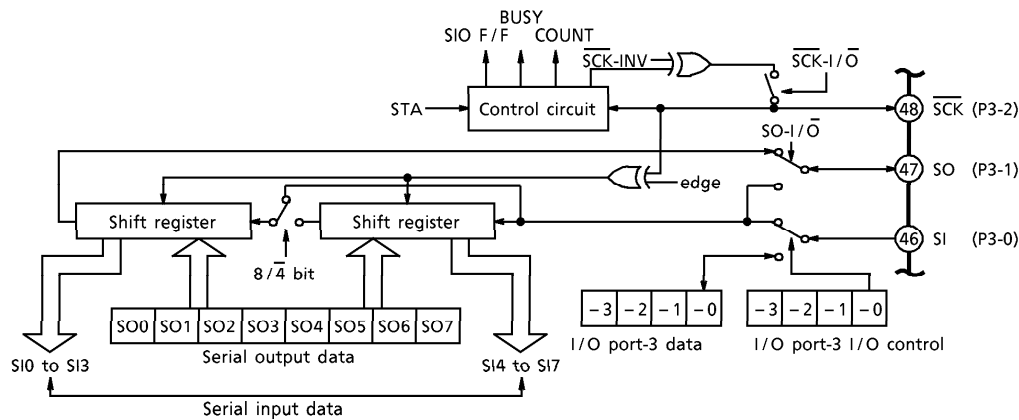 BUSY
SIO F/F COUNT
S̅C̅K̅-INV
S̅C̅K̅-I/O̅
STA
Control circuit
48 S̅C̅K̅ (P3-2)
SO-I/O̅
47 SO (P3-1)
edge
Shift register
Shift register
46 SI (P3-0)
8/4̅ bit
SO0 SO1 SO2 SO3 SO4 SO5 SO6 SO7
Serial output data
-3 -2 -1 -0
-3 -2 -1 -0
I/O port-3 data
I/O port-3 I/O control
SI0 to SI3
SI4 to SI7
Serial input data